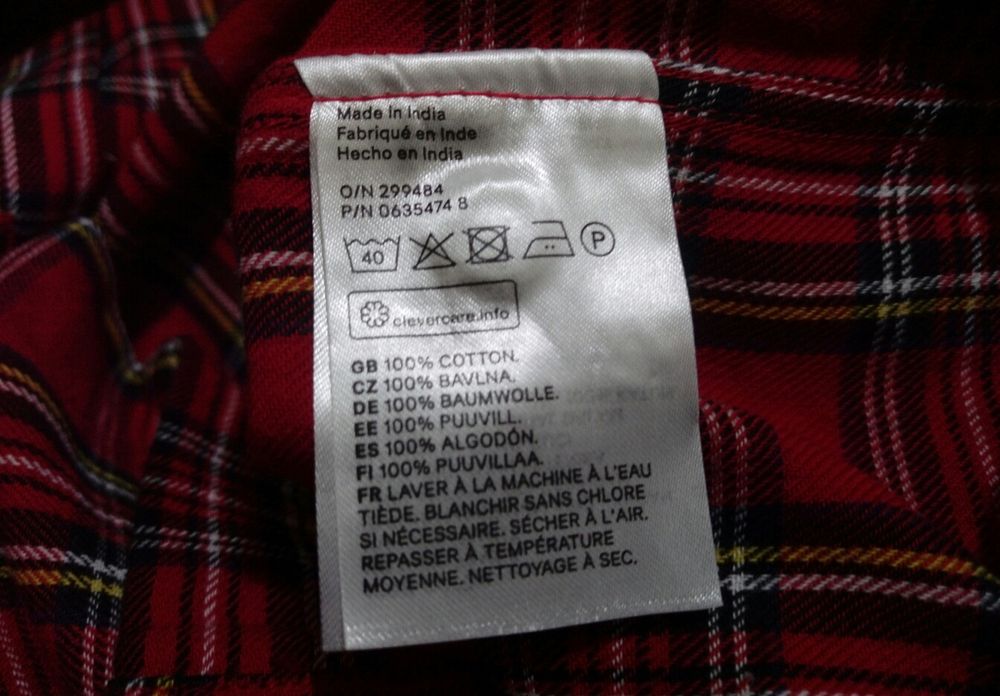 Made in India
Fabriqué en Inde
Hecho en India
O/N 299484
P/N 0635474 8
40 P
clevercare.info
GB 100% COTTON.
CZ 100% BAVLNA.
DE 100% BAUMWOLLE.
EE 100% PUUVILL.
ES 100% ALGODÓN.
FI 100% PUUVILLAA.
FR LAVER À LA MACHINE À L'EAU
TIÈDE. BLANCHIR SANS CHLORE
SI NÉCESSAIRE. SÉCHER À L'AIR.
REPASSER À TEMPÉRATURE
MOYENNE. NETTOYAGE À SEC.